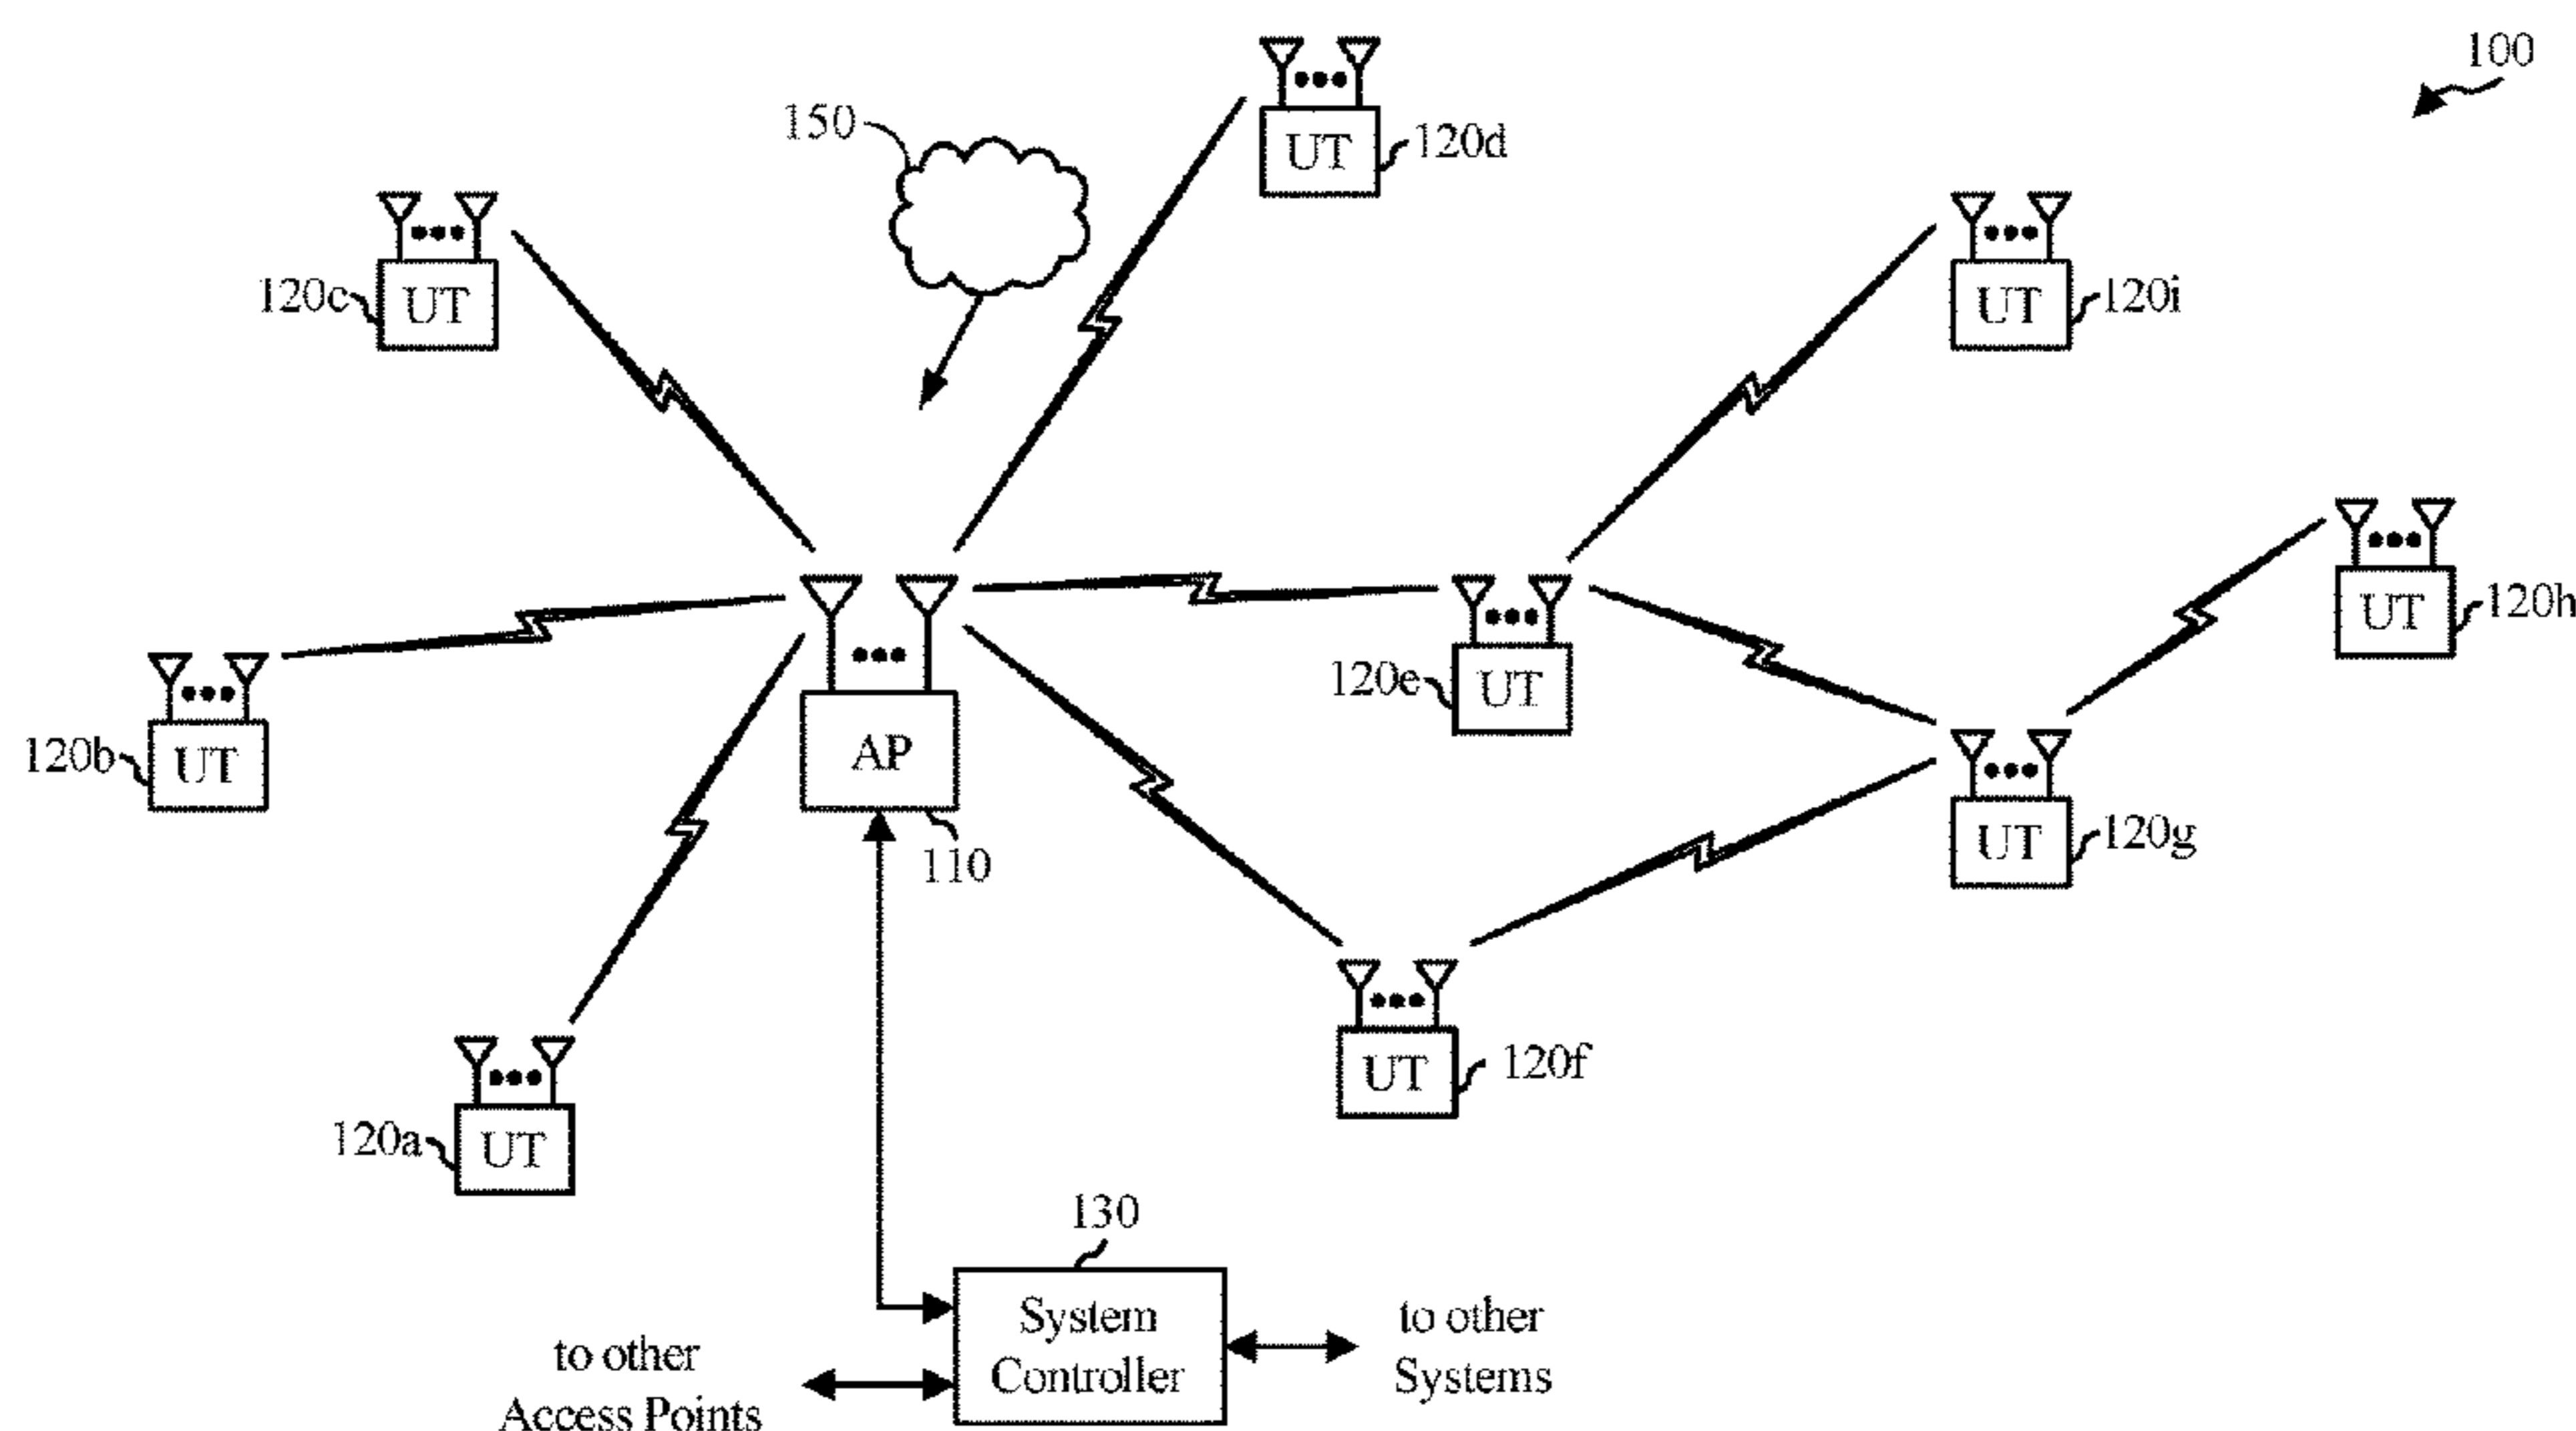 100
150
UT
120d
120c
UT
UT
120i
UT
120h
120e
UT
120b
UT
AP
110
UT
120g
UT
120f
120a
UT
130
System
Controller
to other
Systems
to other
Access Points